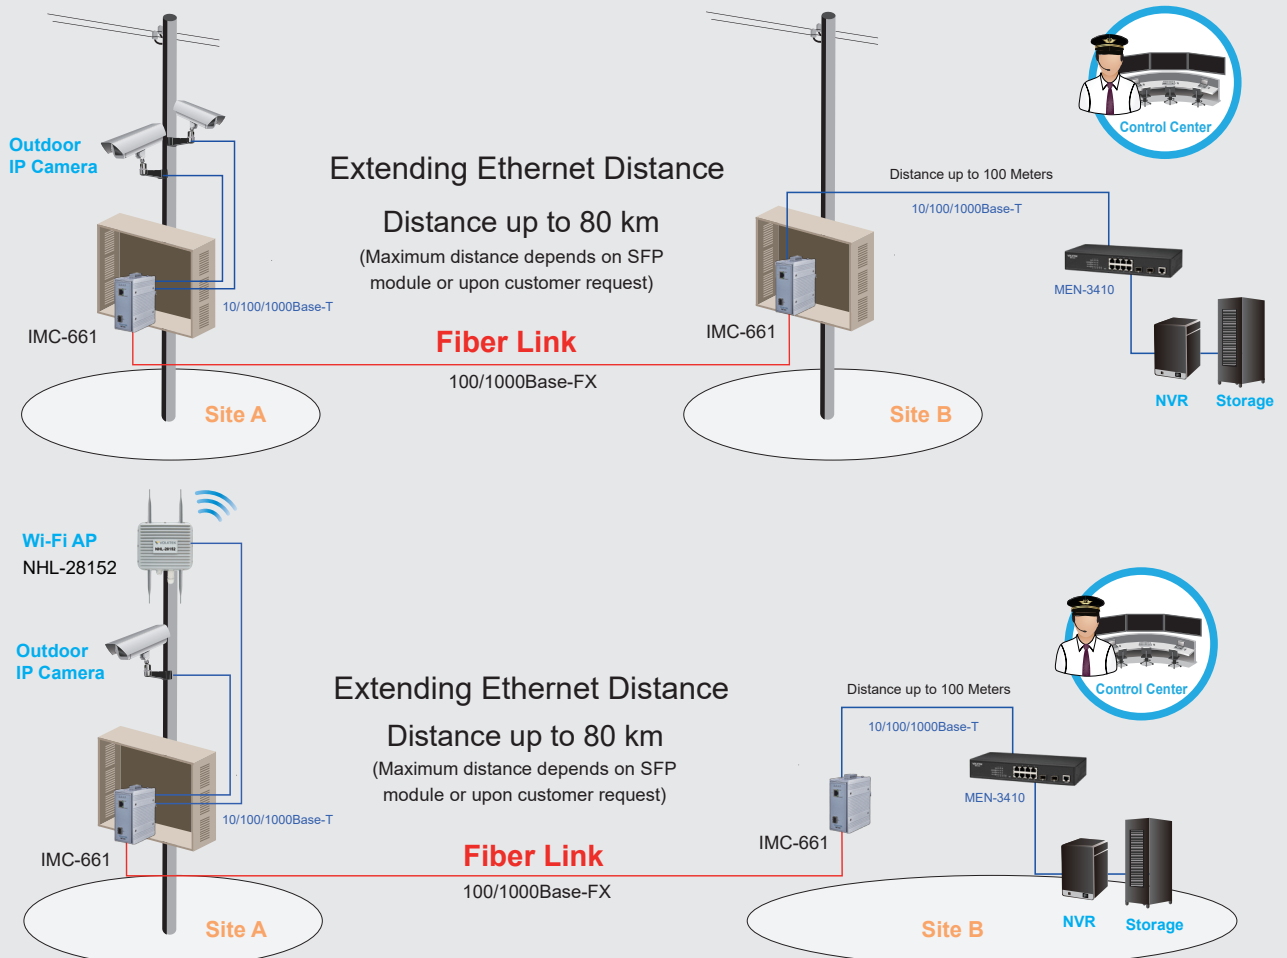 Control Center
Outdoor
IP Camera
Extending Ethernet Distance
Distance up to 100 Meters
10/100/1000Base-T
Distance up to 80 km
(Maximum distance depends on SFP
module or upon customer request)
MEN-3410
10/100/1000Base-T
IMC-661
Fiber Link
IMC-661
100/1000Base-FX
NVR
Storage
Site A
Site B
Wi-Fi AP
NHL-28152
NHL-28152
Outdoor
IP Camera
Control Center
Extending Ethernet Distance
Distance up to 100 Meters
10/100/1000Base-T
Distance up to 80 km
(Maximum distance depends on SFP
module or upon customer request)
MEN-3410
10/100/1000Base-T
IMC-661
Fiber Link
IMC-661
100/1000Base-FX
Site A
Site B
NVR
Storage